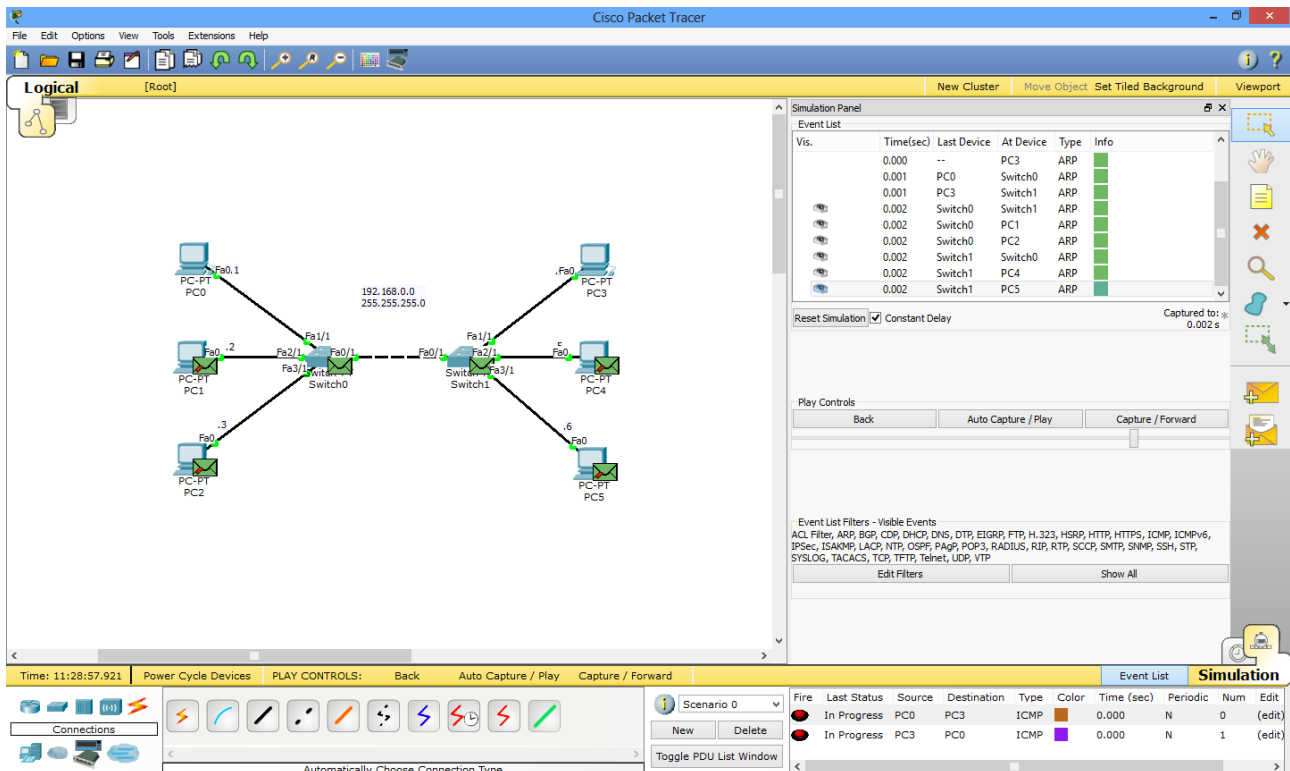 Cisco Packet Tracer
File Edit Options View Tools Extensions Help
Logical [Root] New Cluster Move Object Set Tiled Background Viewport
Simulation Panel
Event List
Vis. Time(sec) Last Device At Device Type Info
0.000 -- PC3 ARP
0.001 PC0 Switch0 ARP
0.001 PC3 Switch1 ARP
0.002 Switch0 Switch1 ARP
0.002 Switch0 PC1 ARP
0.002 Switch0 PC2 ARP
0.002 Switch1 Switch0 ARP
0.002 Switch1 PC4 ARP
0.002 Switch1 PC5 ARP
Reset Simulation Constant Delay Captured to:
0.002 s
Play Controls
Back Auto Capture / Play Capture / Forward
Event List Filters - Visible Events
ACL Filter, ARP, BGP, CDP, DHCP, DNS, DTP, EIGRP, FTP, H.323, HSRP, HTTP, HTTPS, ICMP, ICMPv6,
IPSec, ISAKMP, LACP, NTP, OSPF, PAgP, POP3, RADIUS, RIP, RTP, SCCP, SMTP, SNMP, SSH, STP,
SYSLOG, TACACS, TCP, TFTP, Telnet, UDP, VTP
Edit Filters Show All
Fa0.1
PC-PT
PC0
192.168.0.0
255.255.255.0
.Fa0
PC-PT
PC3
Fa1/1
Fa0 .2
Fa2/1
Fa0/1
Fa3/1
PC-PT
PC1
Switch0
Fa1/1
Fa0/1
Fa2/1
Fa3/1
Switch1
Fa0
PC-PT
PC4
.3
Fa0
PC-PT
PC2
.6
Fa0
PC-PT
PC5
Time: 11:28:57.921 Power Cycle Devices PLAY CONTROLS: Back Auto Capture / Play Capture / Forward Event List Simulation
Connections
Automatically Choose Connection Type
Scenario 0
New Delete
Toggle PDU List Window
Fire Last Status Source Destination Type Color Time (sec) Periodic Num Edit
In Progress PC0 PC3 ICMP 0.000 N 0 (edit)
In Progress PC3 PC0 ICMP 0.000 N 1 (edit)